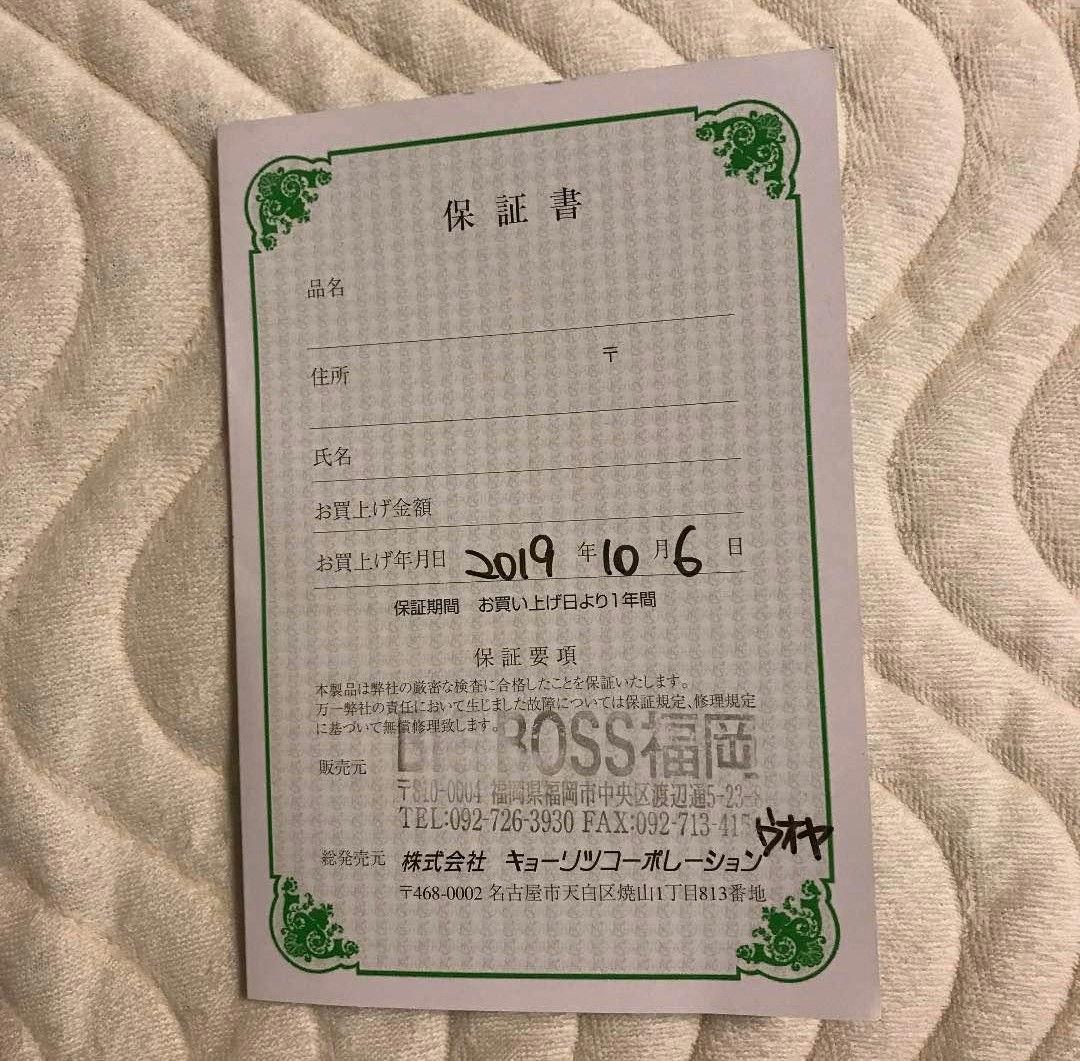 保証書
品名
〒
住所
氏名
お買上げ金額
お買上げ年月日 2019 年 10 月 6 日
保証期間 お買い上げ日より1年間
保証要項
本製品は弊社の厳密な検査に合格したことを保証いたします。
万一弊社の責任において生じました故障については保証規定、修理規定
に基づいて無償修理致します。
BOSS福岡
販売元
〒810-0004 福岡県福岡市中央区渡辺通5-23-
TEL:092-726-3930 FAX:092-713-415
総発売元 株式会社 キョーリツコーポレーション
〒468-0002 名古屋市天白区焼山1丁目813番地